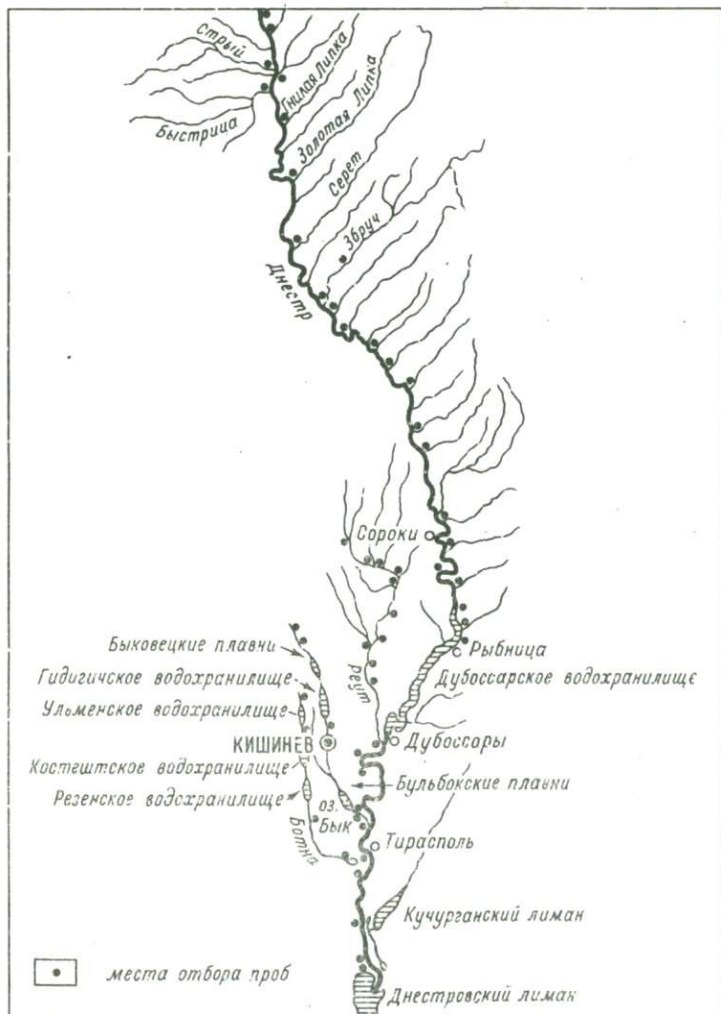 Стрый
Гнилая Липка
Быстрица
Золотая Липка
Серет
Збруч
Днестр
Сороки
Быковецкие плавни
Гидигичское водохранилище
Ульменское водохранилище
КИШИНЕВ
Костештское водохранилище
Резенское водохранилище
Реут
Рыбница
Дубоссарское водохранилище
Дубоссоры
Бульбокские плавни
оз.
Бык
Ботна
Тирасполь
Кучурганский лиман
места отбора проб
Днестровский лиман